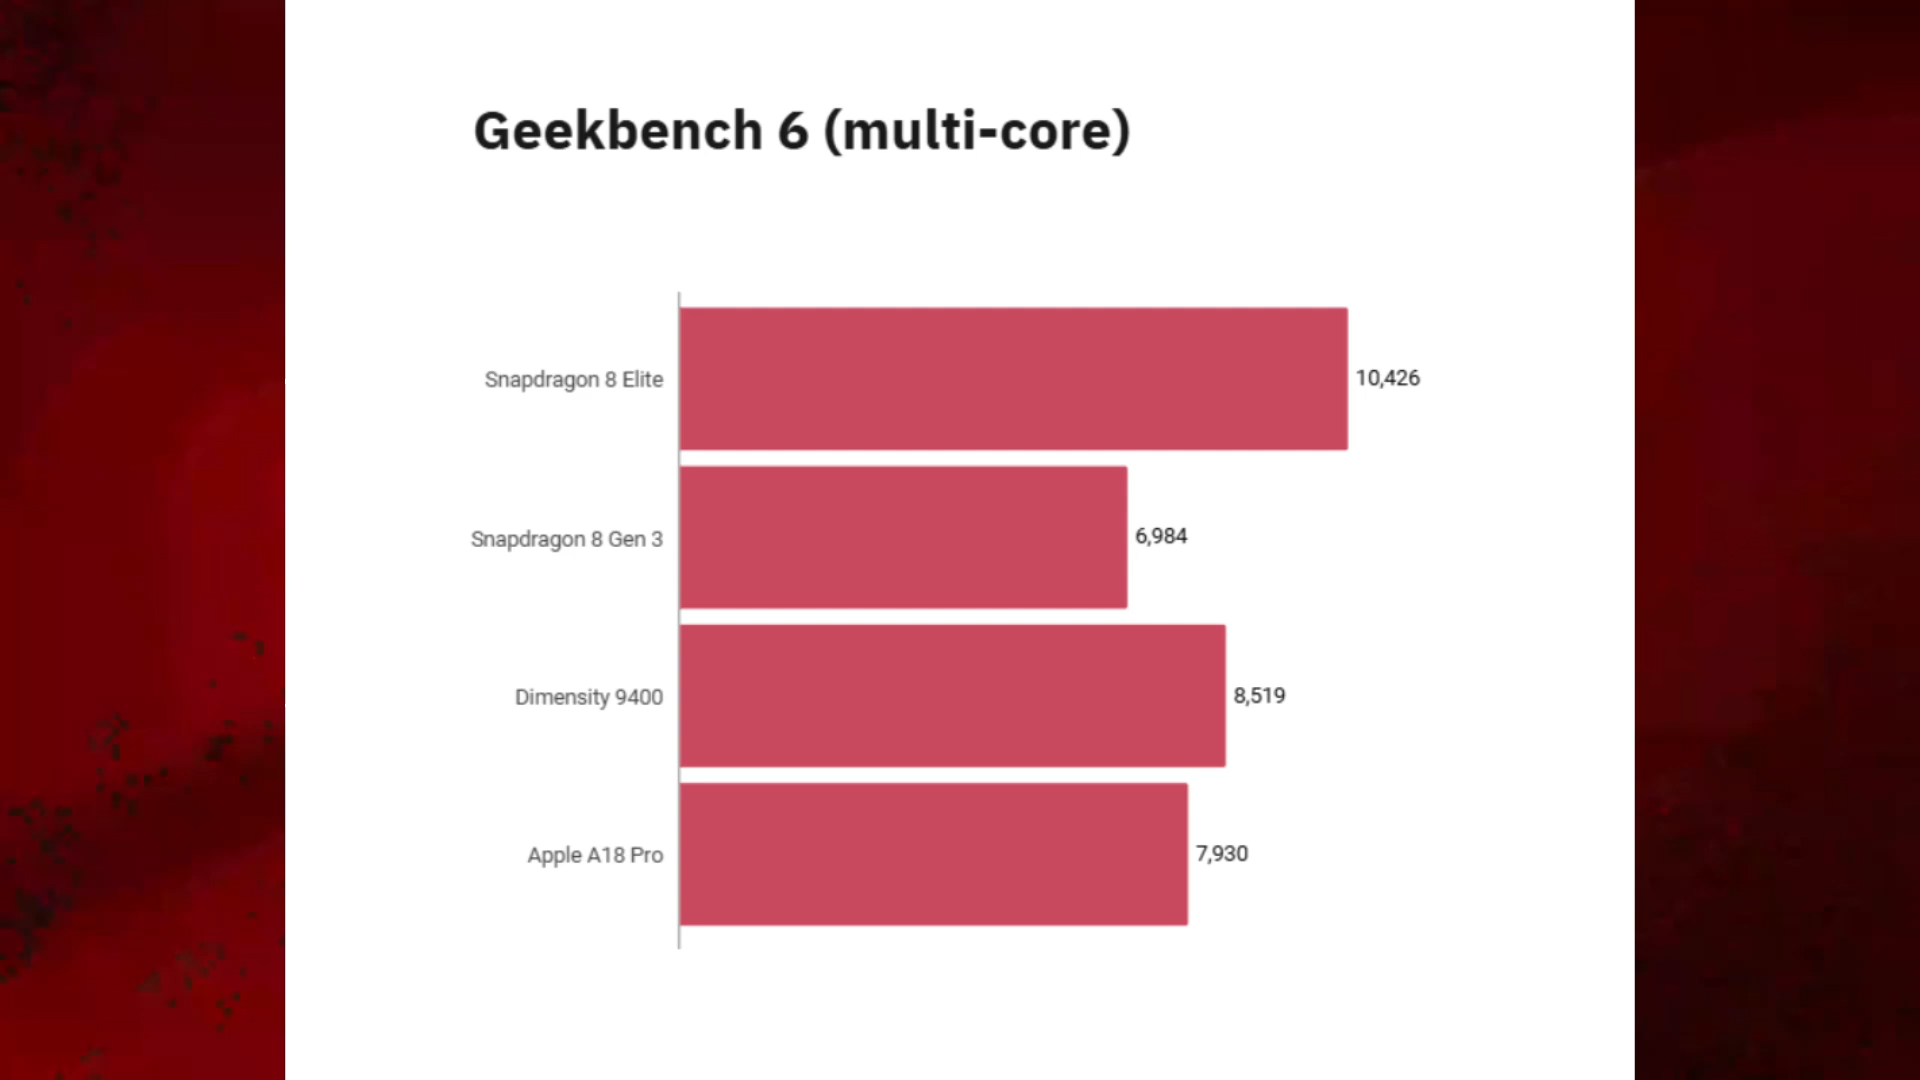 Geekbench 6 (multi-core)
Snapdragon 8 Elite 10,426
Snapdragon 8 Gen 3 6,984
Dimensity 9400 8,519
Apple A18 Pro 7,930